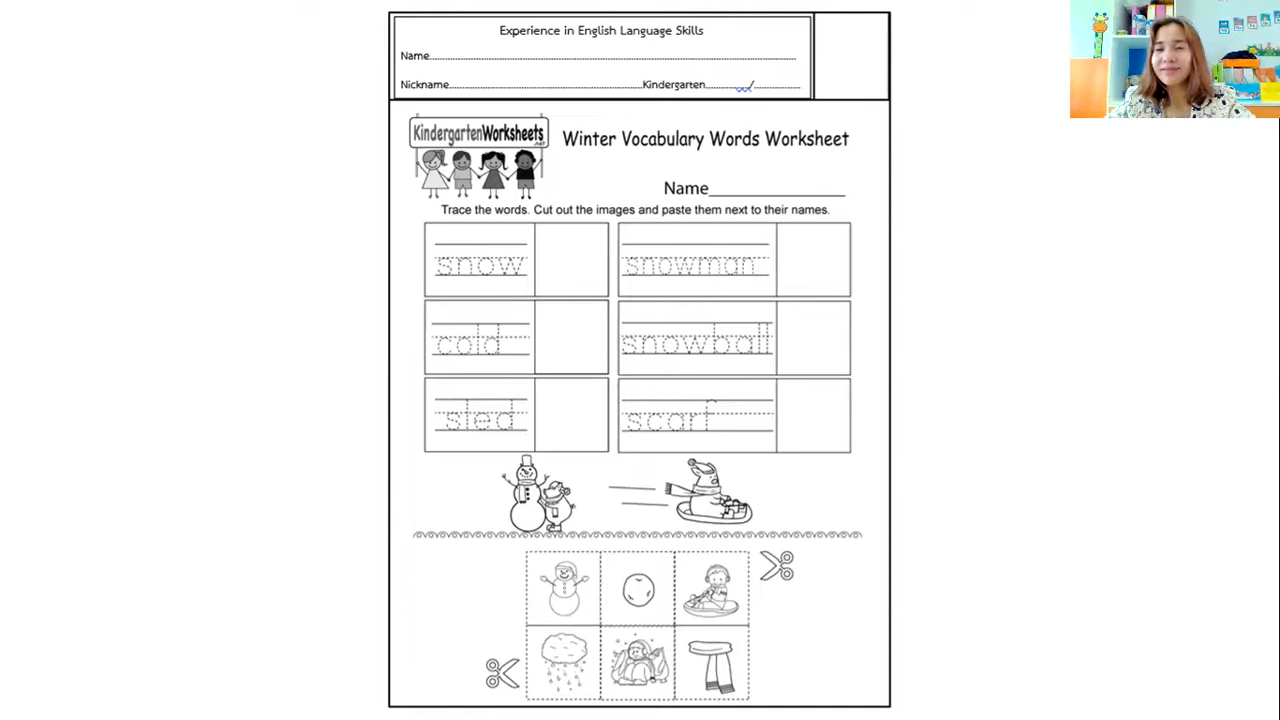 Experience in English Language Skills
Name
Nickname Kindergarten /
KindergartenWorksheets
.net
Winter Vocabulary Words Worksheet
Name
Trace the words. Cut out the images and paste them next to their names.
snow snowman
cold snowball
sled scarf